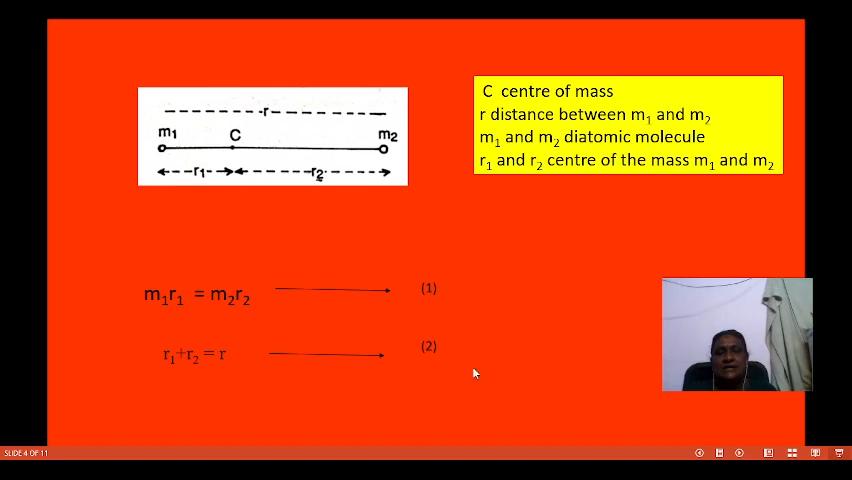 r
m₁ C m₂
r₁ r₂
C centre of mass
r distance between m₁ and m₂
m₁ and m₂ diatomic molecule
r₁ and r₂ centre of the mass m₁ and m₂
m₁r₁ = m₂r₂ (1)
r₁+r₂ = r (2)
SLIDE 4 OF 11